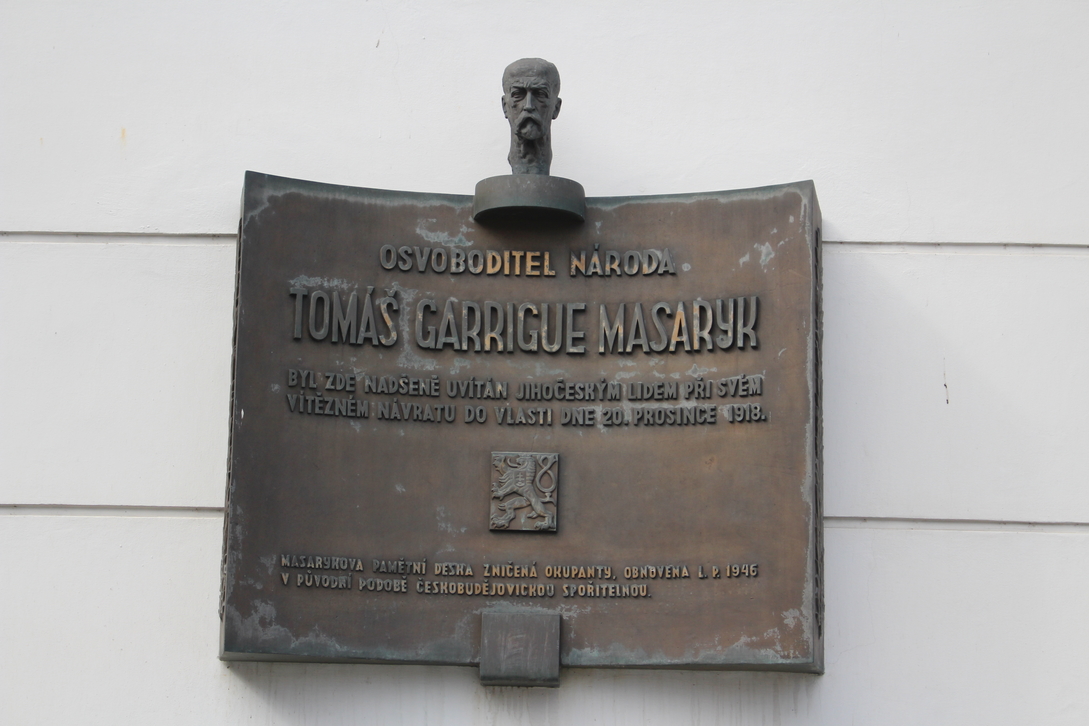 OSVOBODITEL NÁRODA
TOMÁŠ GARRIGUE MASARYK
BYL ZDE NADŠENĚ UVÍTÁN JIHOČESKÝM LIDEM PŘI SVÉM
VÍTĚZNÉM NÁVRATU DO VLASTI DNE 20. PROSINCE 1918.
MASARYKOVA PAMĚTNÍ DESKA ZNIČENÁ OKUPANTY, OBNOVENA L. P. 1946
V PŮVODNÍ PODOBĚ ČESKOBUDĚJOVICKOU SPOŘITELNOU.